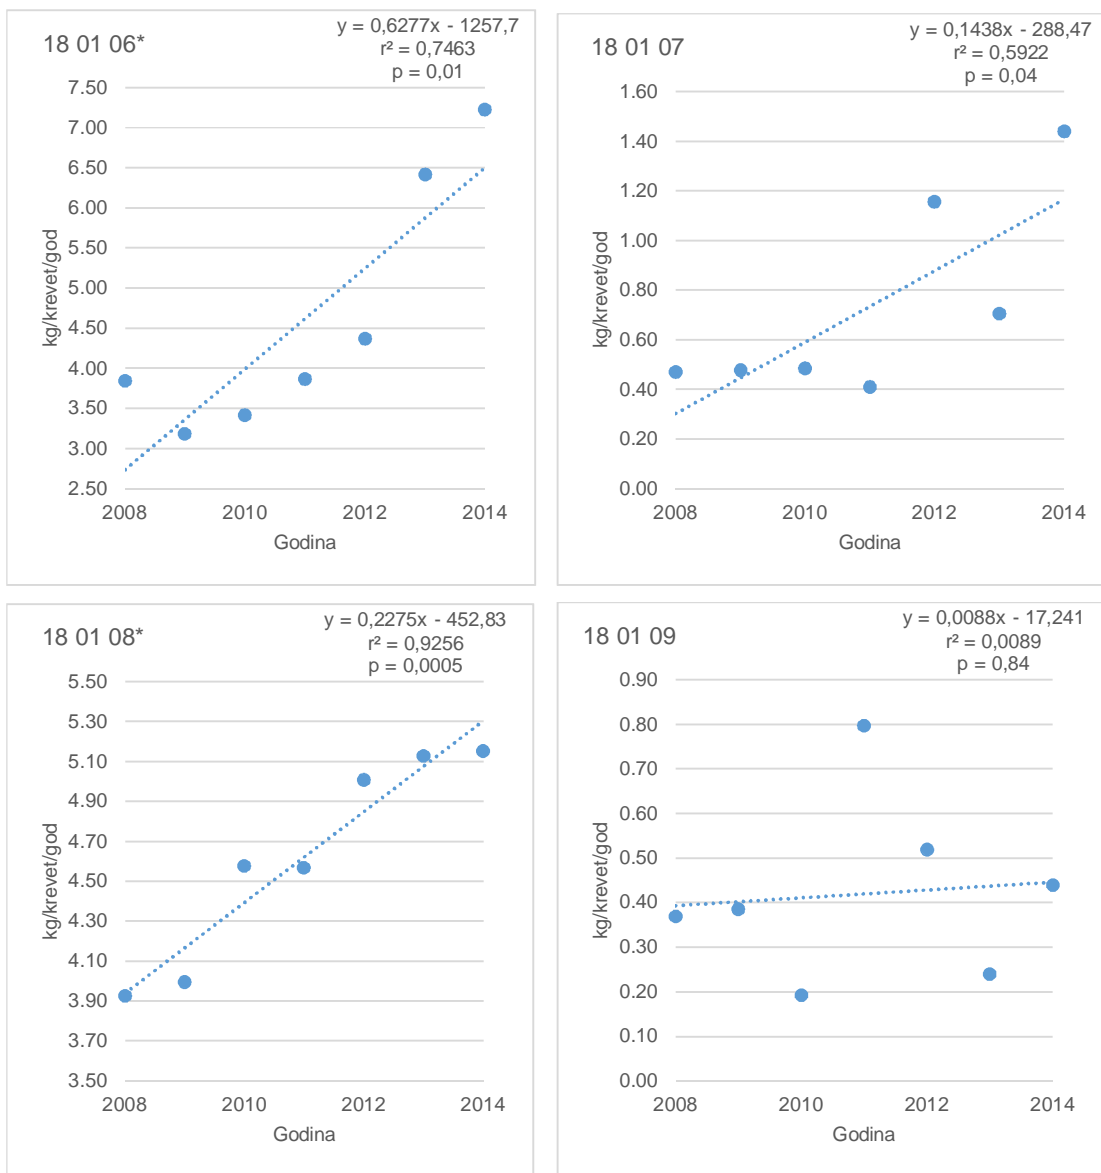 18 01 06*
y = 0,6277x - 1257,7
r² = 0,7463
p = 0,01
7.50
7.00
6.50
6.00
5.50
5.00
4.50
4.00
3.50
3.00
2.50
kg/krevet/god
2008 2010 2012 2014
Godina
18 01 07
y = 0,1438x - 288,47
r² = 0,5922
p = 0,04
1.60
1.40
1.20
1.00
0.80
0.60
0.40
0.20
0.00
kg/krevet/god
2008 2010 2012 2014
Godina
18 01 08*
y = 0,2275x - 452,83
r² = 0,9256
p = 0,0005
5.50
5.30
5.10
4.90
4.70
4.50
4.30
4.10
3.90
3.70
3.50
kg/krevet/god
2008 2010 2012 2014
Godina
18 01 09
y = 0,0088x - 17,241
r² = 0,0089
p = 0,84
0.90
0.80
0.70
0.60
0.50
0.40
0.30
0.20
0.10
0.00
kg/krevet/god
2008 2010 2012 2014
Godina